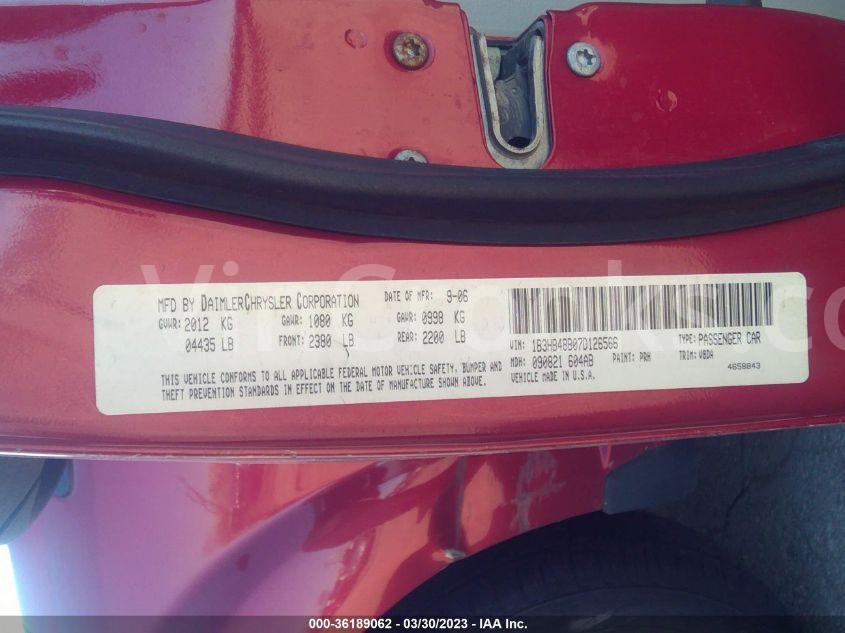 MFD BY DAIMLERCHRYSLER CORPORATION DATE OF MFR: 9-06
GVWR: 2012 KG GAWR: 1080 KG GAWR: 0998 KG
04435 LB FRONT: 2380 LB REAR: 2200 LB
THIS VEHICLE CONFORMS TO ALL APPLICABLE FEDERAL MOTOR VEHICLE SAFETY, BUMPER AND
THEFT PREVENTION STANDARDS IN EFFECT ON THE DATE OF MANUFACTURE SHOWN ABOVE.
VIN: 1B3HB48B07D126566 TYPE: PASSENGER CAR
MDH: 090821 604AB PAINT: PRH TRIM: VBDA
VEHICLE MADE IN U.S.A. 4658843
000-36189062 - 03/30/2023 - IAA Inc.